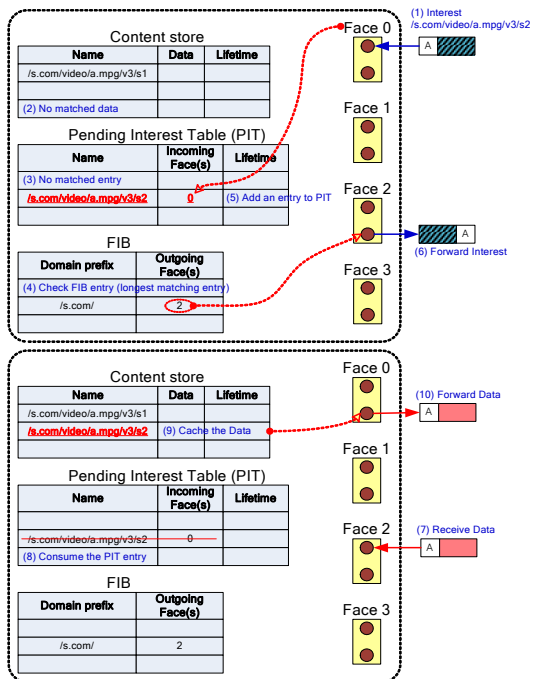 (1) Interest
/s.com/video/a.mpg/v3/s2
Face 0
A
Content store
Name Data Lifetime
/s.com/video/a.mpg/v3/s1
(2) No matched data
Face 1
Pending Interest Table (PIT)
Name Incoming Face(s) Lifetime
(3) No matched entry
/s.com/video/a.mpg/v3/s2 0 (5) Add an entry to PIT
Face 2
A
(6) Forward Interest
FIB
Domain prefix Outgoing Face(s)
(4) Check FIB entry (longest matching entry)
/s.com/ 2
Face 3
Face 0
(10) Forward Data
A
Content store
Name Data Lifetime
/s.com/video/a.mpg/v3/s1
/s.com/video/a.mpg/v3/s2 (9) Cache the Data
Face 1
Pending Interest Table (PIT)
Name Incoming Face(s) Lifetime
/s.com/video/a.mpg/v3/s2 0
(8) Consume the PIT entry
Face 2
(7) Receive Data
A
FIB
Domain prefix Outgoing Face(s)
/s.com/ 2
Face 3